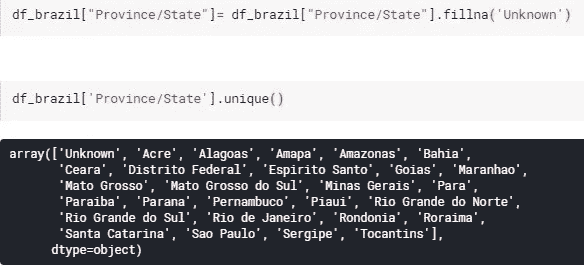 df_brazil["Province/State"]= df_brazil["Province/State"].fillna('Unknown')
df_brazil['Province/State'].unique()
array(['Unknown', 'Acre', 'Alagoas', 'Amapa', 'Amazonas', 'Bahia',
'Ceara', 'Distrito Federal', 'Espirito Santo', 'Goias', 'Maranhao',
'Mato Grosso', 'Mato Grosso do Sul', 'Minas Gerais', 'Para',
'Paraiba', 'Parana', 'Pernambuco', 'Piaui', 'Rio Grande do Norte',
'Rio Grande do Sul', 'Rio de Janeiro', 'Rondonia', 'Roraima',
'Santa Catarina', 'Sao Paulo', 'Sergipe', 'Tocantins'],
dtype=object)